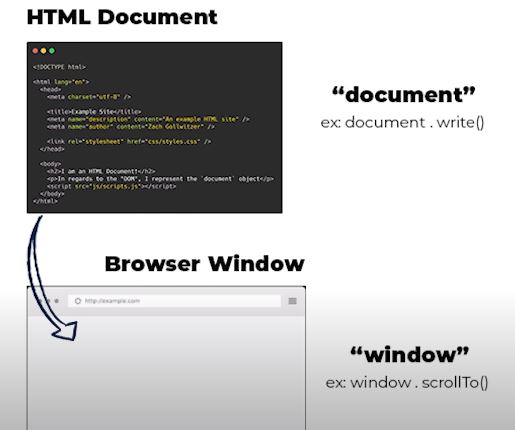 HTML Document
<!DOCTYPE html>
<html lang="en">
<head>
<meta charset="utf-8" />
<title>Example Site</title>
<meta name="description" content="An example HTML site" />
<meta name="author" content="Zach Gollwitzer" />
<link rel="stylesheet" href="css/styles.css" />
</head>
<body>
<h2>I am an HTML Document!</h2>
<p>In regards to the "DOM", I represent the `document` object</p>
<script src="js/scripts.js"></script>
</body>
</html>
“document”
ex: document . write()
Browser Window
http://example.com
“window”
ex: window . scrollTo()